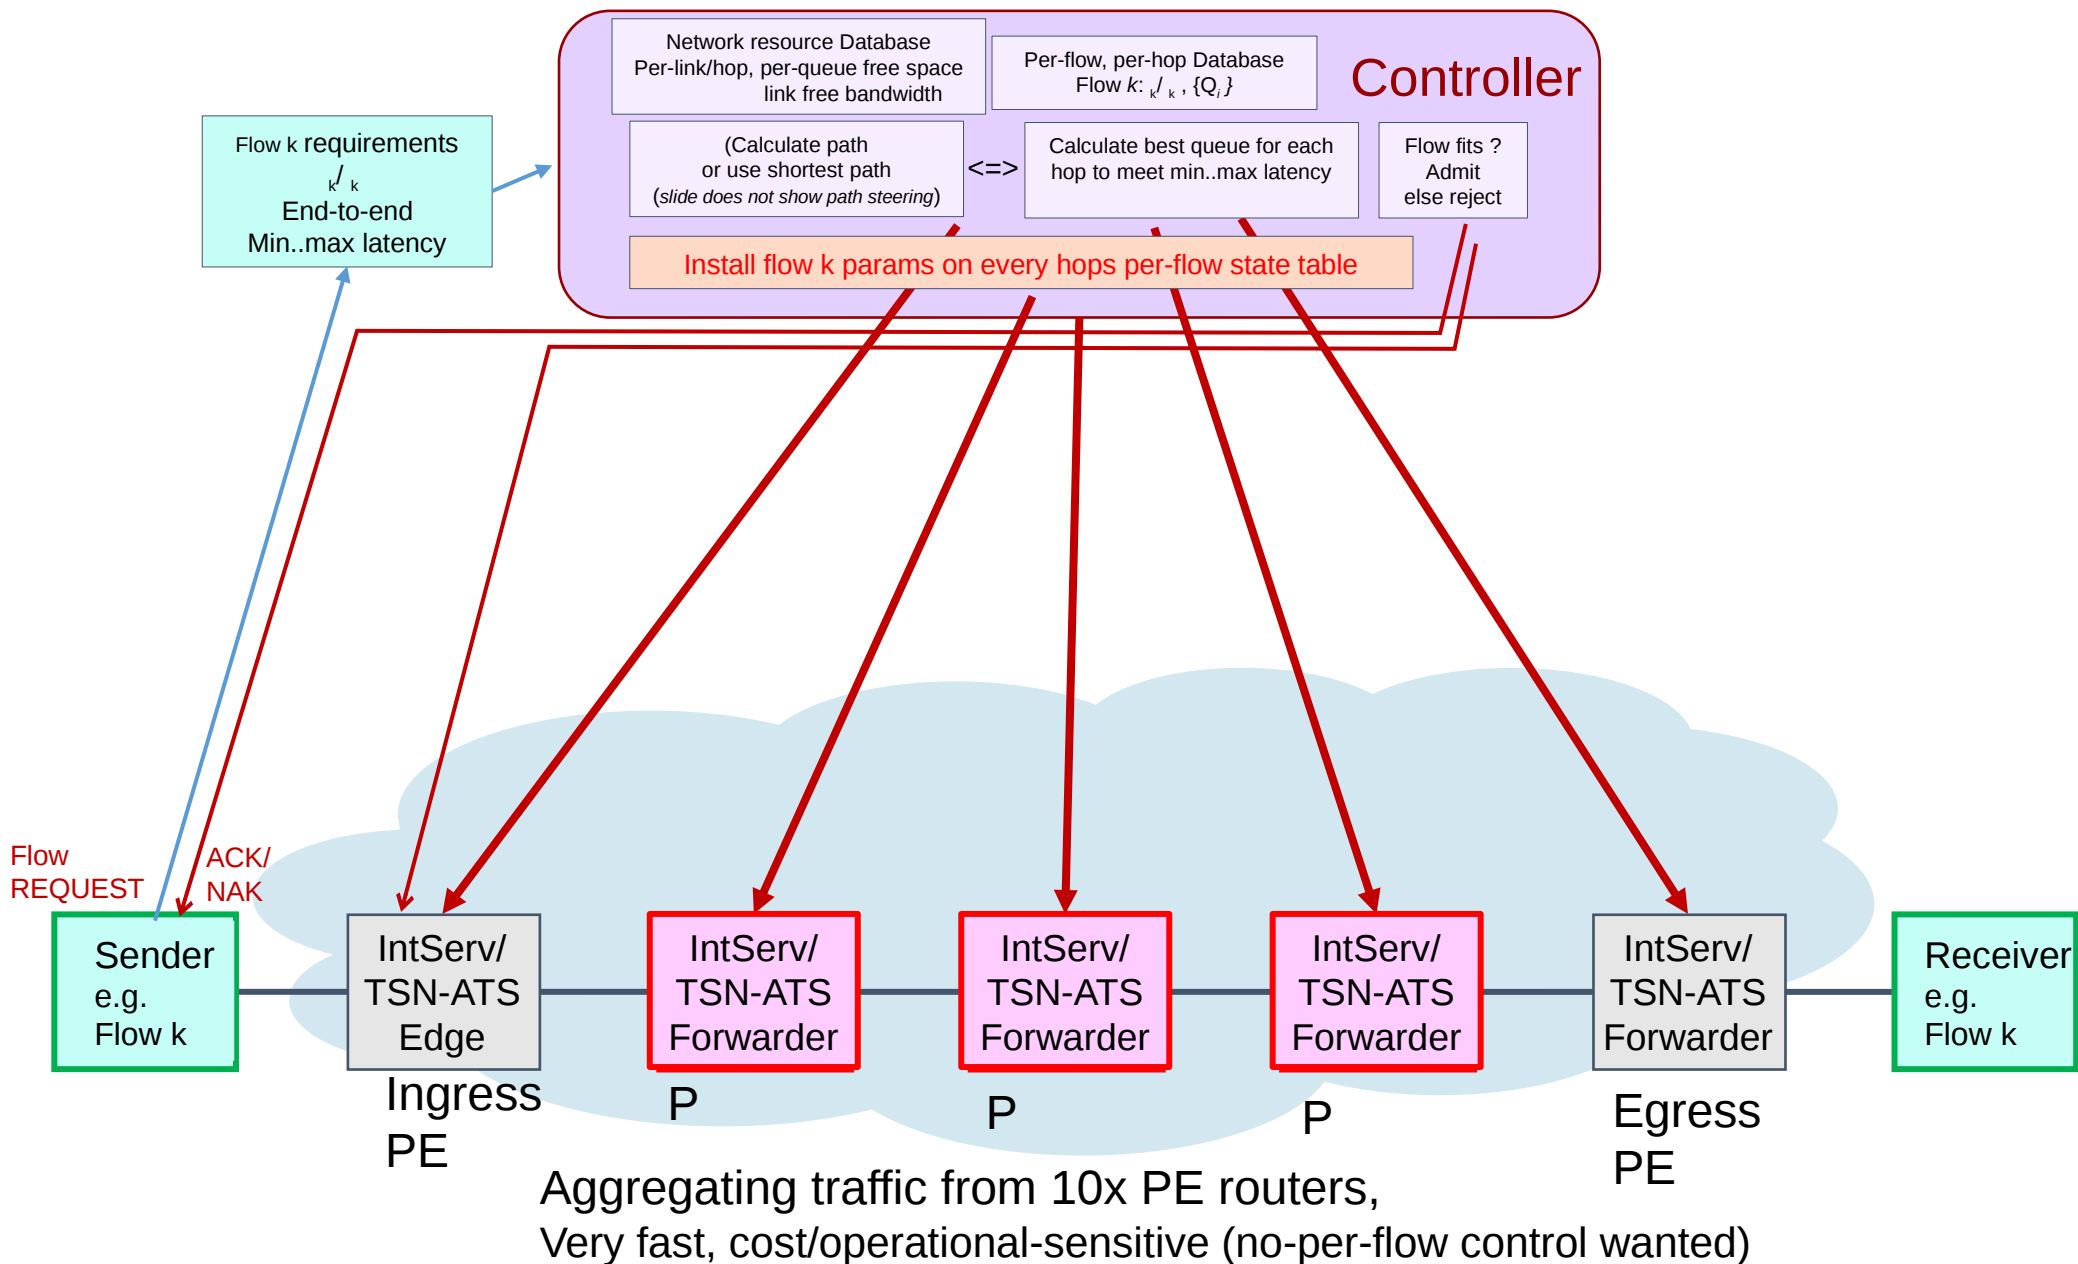 Network resource Database
Per-link/hop, per-queue free space
link free bandwidth
Per-flow, per-hop Database
Flow k: k/ k , {Qi }
Controller
Flow k requirements
k/ k
End-to-end
Min..max latency
(Calculate path
or use shortest path
(slide does not show path steering)
<=>
Calculate best queue for each
hop to meet min..max latency
Flow fits ?
Admit
else reject
Install flow k params on every hops per-flow state table
Flow
REQUEST
ACK/
NAK
Sender
e.g.
Flow k
IntServ/
TSN-ATS
Edge
IntServ/
TSN-ATS
Forwarder
IntServ/
TSN-ATS
Forwarder
IntServ/
TSN-ATS
Forwarder
IntServ/
TSN-ATS
Forwarder
Receiver
e.g.
Flow k
Ingress
PE
P
P
P
Egress
PE
Aggregating traffic from 10x PE routers,
Very fast, cost/operational-sensitive (no-per-flow control wanted)